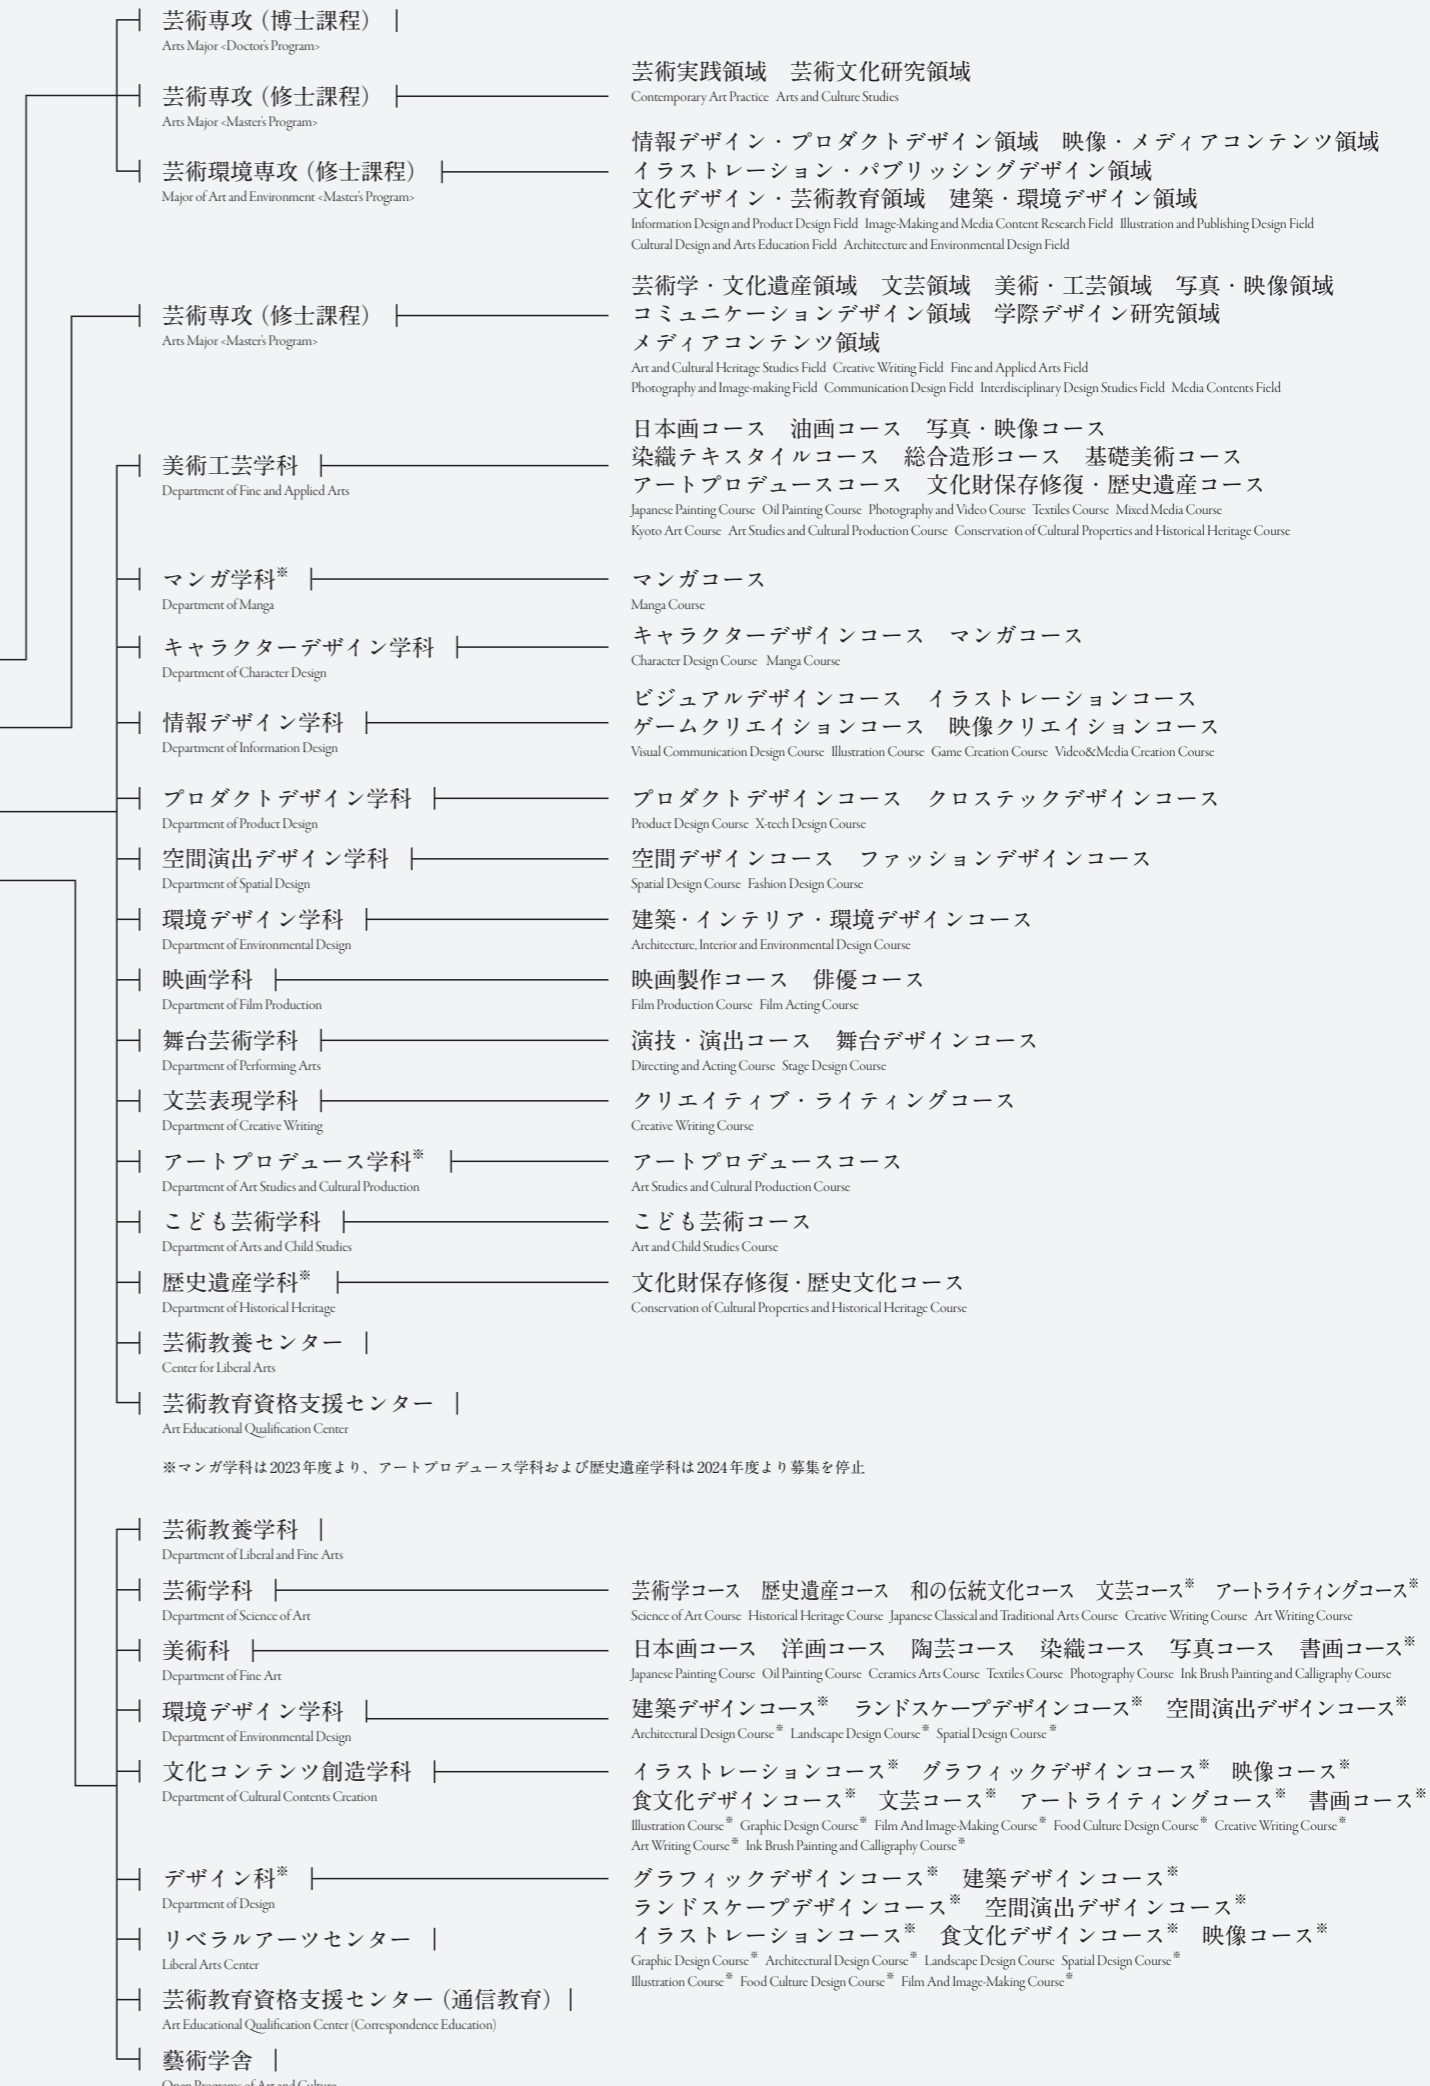 芸術専攻（博士課程）
Arts Major <Doctor's Program>
芸術専攻（修士課程）
Arts Major <Master's Program>
芸術実践領域　芸術文化研究領域
Contemporary Art Practice Arts and Culture Studies
芸術環境専攻（修士課程）
Major of Art and Environment <Master's Program>
情報デザイン・プロダクトデザイン領域　映像・メディアコンテンツ領域
イラストレーション・パブリッシングデザイン領域
文化デザイン・芸術教育領域　建築・環境デザイン領域
Information Design and Product Design Field Image-Making and Media Content Research Field Illustration and Publishing Design Field
Cultural Design and Arts Education Field Architecture and Environmental Design Field
芸術専攻（修士課程）
Arts Major <Master's Program>
芸術学・文化遺産領域　文芸領域　美術・工芸領域　写真・映像領域
コミュニケーションデザイン領域　学際デザイン研究領域
メディアコンテンツ領域
Art and Cultural Heritage Studies Field Creative Writing Field Fine and Applied Arts Field
Photography and Image-making Field Communication Design Field Interdisciplinary Design Studies Field Media Contents Field
美術工芸学科
Department of Fine and Applied Arts
日本画コース　油画コース　写真・映像コース
染織テキスタイルコース　総合造形コース　基礎美術コース
アートプロデュースコース　文化財保存修復・歴史遺産コース
Japanese Painting Course Oil Painting Course Photography and Video Course Textiles Course Mixed Media Course
Kyoto Art Course Art Studies and Cultural Production Course Conservation of Cultural Properties and Historical Heritage Course
マンガ学科※
Department of Manga
マンガコース
Manga Course
キャラクターデザイン学科
Department of Character Design
キャラクターデザインコース　マンガコース
Character Design Course Manga Course
情報デザイン学科
Department of Information Design
ビジュアルデザインコース　イラストレーションコース
ゲームクリエイションコース　映像クリエイションコース
Visual Communication Design Course Illustration Course Game Creation Course Video&Media Creation Course
プロダクトデザイン学科
Department of Product Design
プロダクトデザインコース　クロステックデザインコース
Product Design Course X-tech Design Course
空間演出デザイン学科
Department of Spatial Design
空間デザインコース　ファッションデザインコース
Spatial Design Course Fashion Design Course
環境デザイン学科
Department of Environmental Design
建築・インテリア・環境デザインコース
Architecture, Interior and Environmental Design Course
映画学科
Department of Film Production
映画製作コース　俳優コース
Film Production Course Film Acting Course
舞台芸術学科
Department of Performing Arts
演技・演出コース　舞台デザインコース
Directing and Acting Course Stage Design Course
文芸表現学科
Department of Creative Writing
クリエイティブ・ライティングコース
Creative Writing Course
アートプロデュース学科※
Department of Art Studies and Cultural Production
アートプロデュースコース
Art Studies and Cultural Production Course
こども芸術学科
Department of Arts and Child Studies
こども芸術コース
Art and Child Studies Course
歴史遺産学科※
Department of Historical Heritage
文化財保存修復・歴史文化コース
Conservation of Cultural Properties and Historical Heritage Course
芸術教養センター
Center for Liberal Arts
芸術教育資格支援センター
Art Educational Qualification Center
※マンガ学科は2023年度より、アートプロデュース学科および歴史遺産学科は2024年度より募集を停止
芸術教養学科
Department of Liberal and Fine Arts
芸術学科
Department of Science of Art
芸術学コース　歴史遺産コース　和の伝統文化コース　文芸コース※　アートライティングコース※
Science of Art Course Historical Heritage Course Japanese Classical and Traditional Arts Course Creative Writing Course Art Writing Course
美術科
Department of Fine Art
日本画コース　洋画コース　陶芸コース　染織コース　写真コース　書画コース※
Japanese Painting Course Oil Painting Course Ceramics Arts Course Textiles Course Photography Course Ink Brush Painting and Calligraphy Course
環境デザイン学科
Department of Environmental Design
建築デザインコース※　ランドスケープデザインコース※　空間演出デザインコース※
Architectural Design Course※ Landscape Design Course※ Spatial Design Course※
文化コンテンツ創造学科
Department of Cultural Contents Creation
イラストレーションコース※　グラフィックデザインコース※　映像コース※
食文化デザインコース※　文芸コース※　アートライティングコース※　書画コース※
Illustration Course※ Graphic Design Course※ Film And Image-Making Course※ Food Culture Design Course※ Creative Writing Course※
Art Writing Course※ Ink Brush Painting and Calligraphy Course※
デザイン科※
Department of Design
グラフィックデザインコース※　建築デザインコース※
ランドスケープデザインコース※　空間演出デザインコース※
イラストレーションコース※　食文化デザインコース※　映像コース※
Graphic Design Course※ Architectural Design Course※ Landscape Design Course Spatial Design Course※
Illustration Course※ Food Culture Design Course※ Film And Image-Making Course※
リベラルアーツセンター
Liberal Arts Center
芸術教育資格支援センター（通信教育）
Art Educational Qualification Center (Correspondence Education)
藝術学舎
Open Programs of Art and Culture